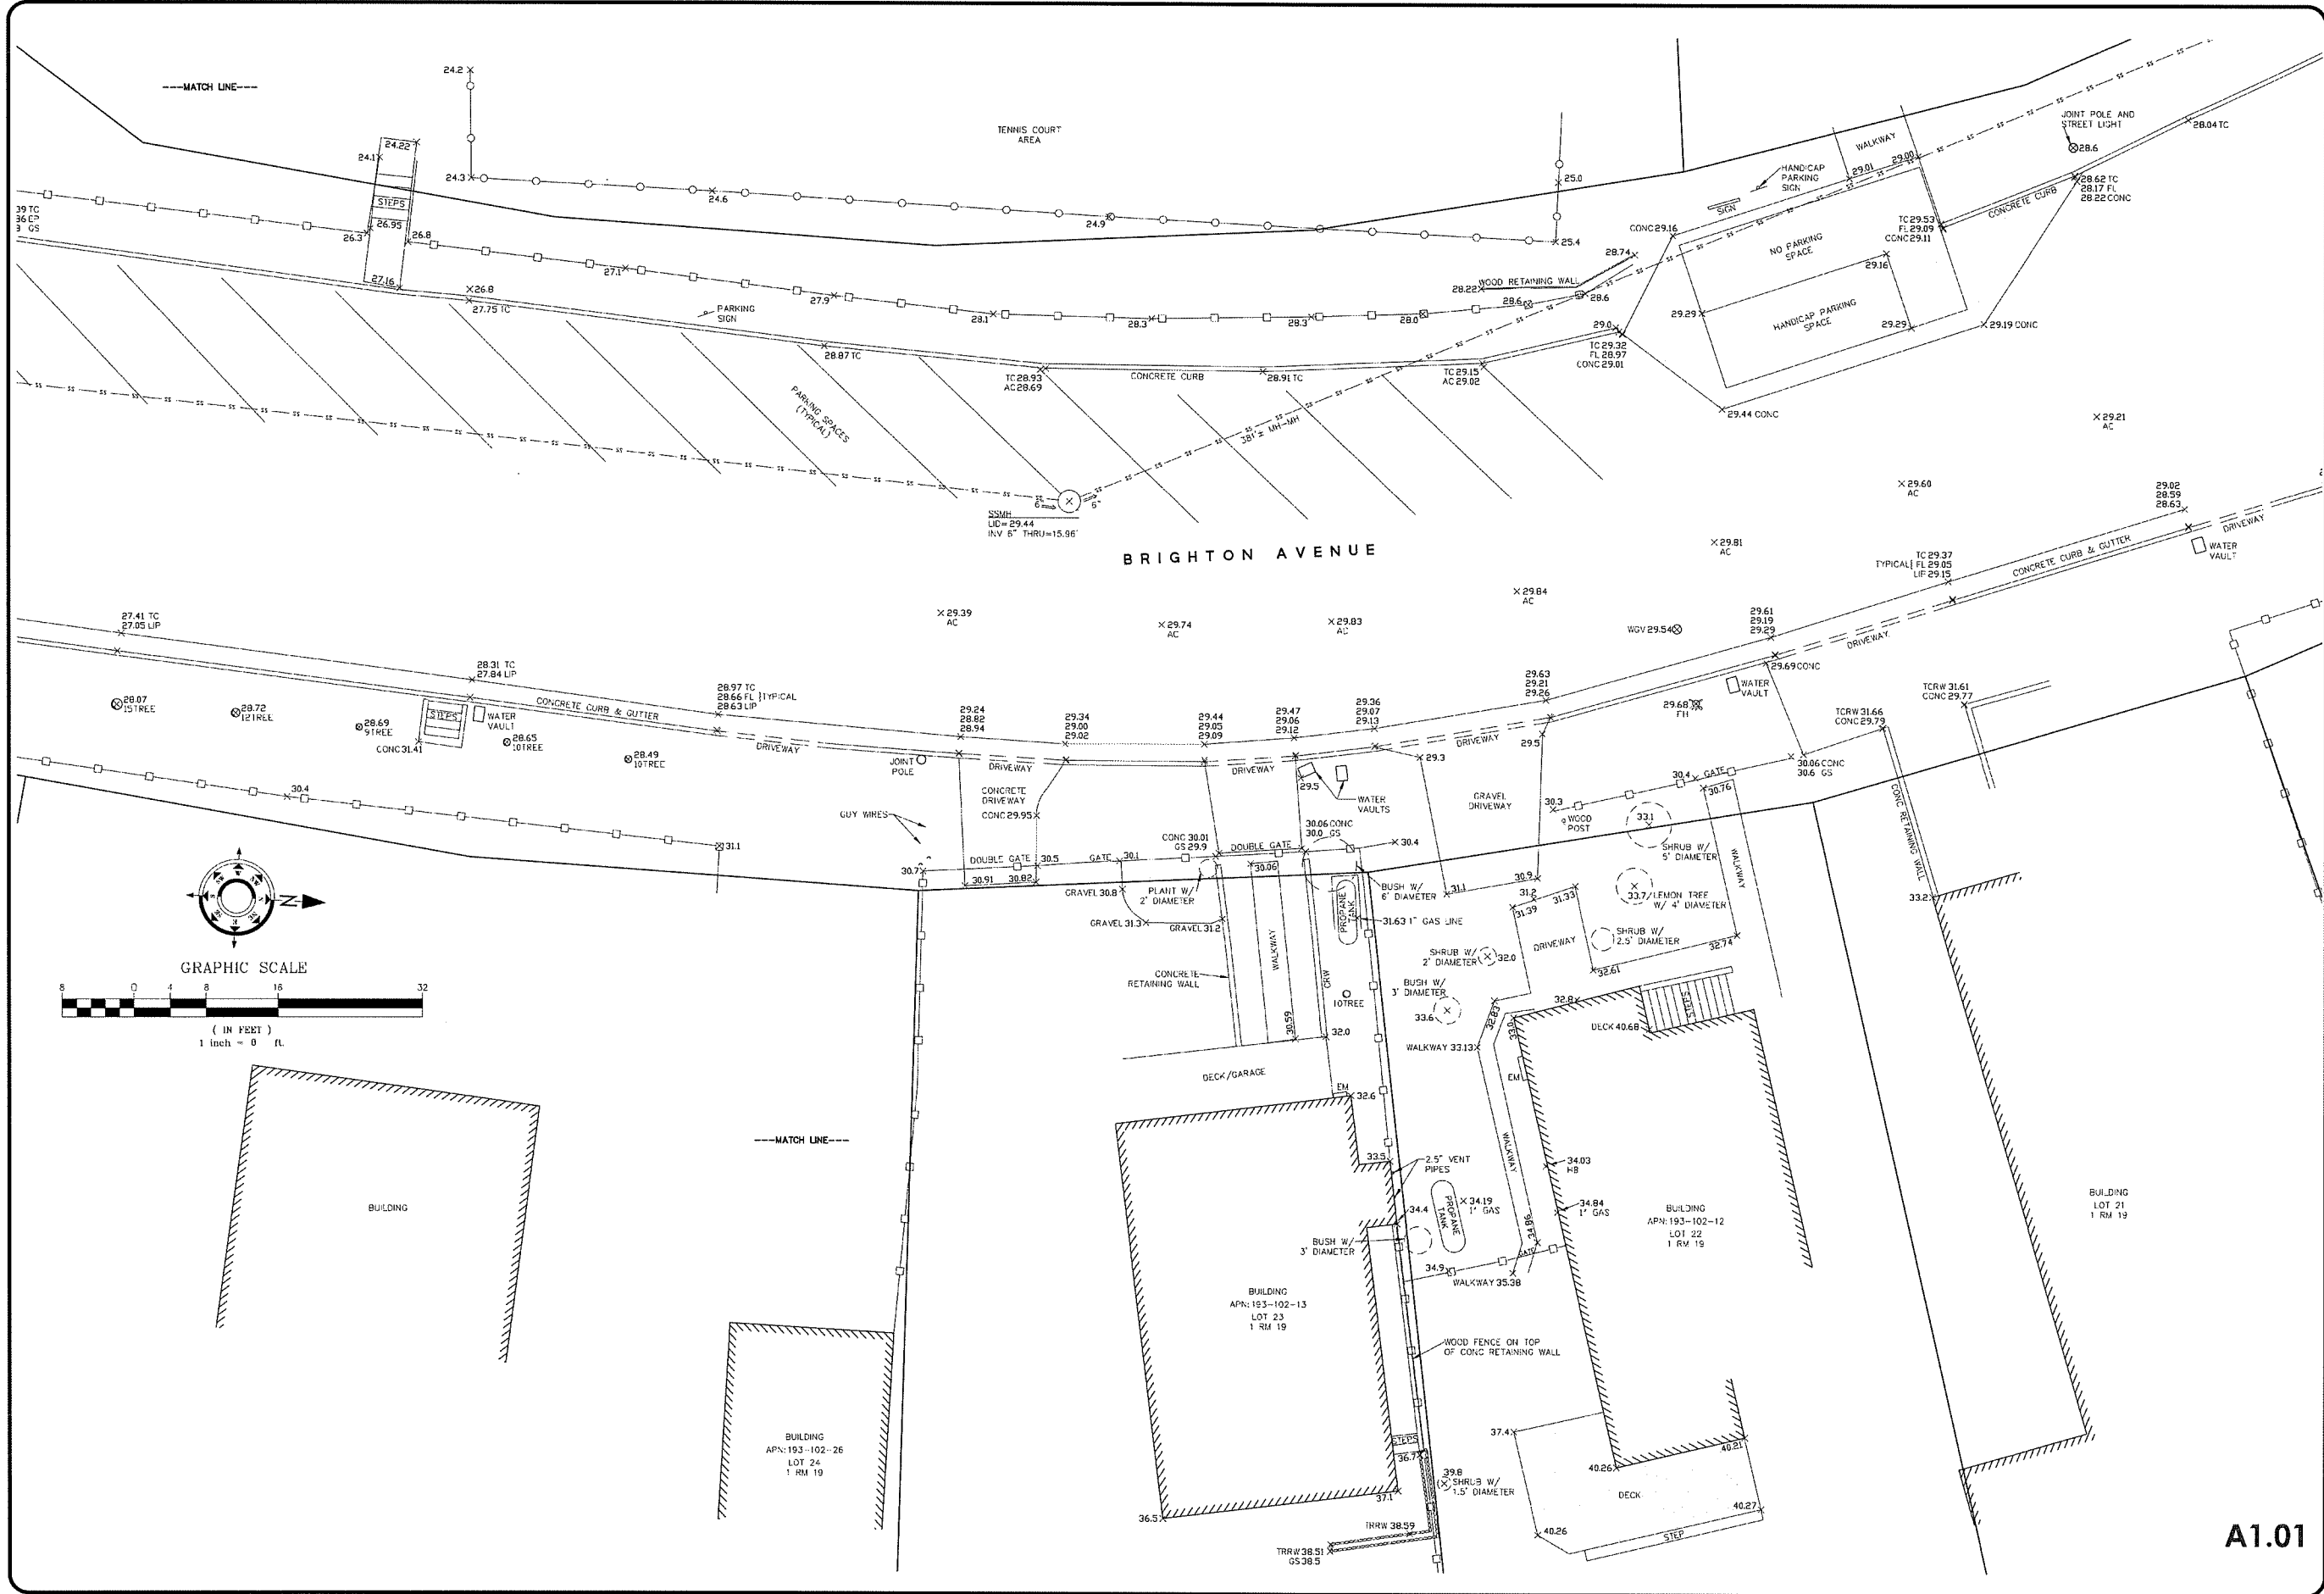 ----MATCH LINE----
24.2
TENNIS COURT
AREA
JOINT POLE AND
STREET LIGHT
28.04 TC
28.6
WALKWAY
29.00
29.01
HANDICAP
PARKING
SIGN
SIGN
24.22
24.1
24.3
24.6
24.9
25.0
25.4
28.62 TC
28.17 FL
28.22 CONC
CONCRETE CURB
TC 29.53
FL 29.09
CONC 29.11
39 TC
36 EP
GS
STEPS
26.95
26.3
26.8
27.16
26.8
27.75 TC
27.1
PARKING
SIGN
27.9
28.1
28.3
28.3
28.0
28.6
28.6
28.22
WOOD RETAINING WALL
28.74
CONC 29.16
NO PARKING
SPACE
29.16
HANDICAP PARKING
SPACE
29.29
29.29
29.19 CONC
29.0
TC 29.32
FL 28.97
CONC 29.01
28.87 TC
TC 28.93
AC 28.69
CONCRETE CURB
28.91 TC
TC 29.15
AC 29.02
PARKING SPACES
(TYPICAL)
381'± MH-MH
29.44 CONC
29.21
AC
29.60
AC
29.02
28.59
28.63
DRIVEWAY
WATER
VAULT
6"
6"
SSMH
LID= 29.44
INV 6" THRU=15.96'
BRIGHTON AVENUE
29.81
AC
TC 29.37
TYPICAL FL 29.05
LIP 29.15
CONCRETE CURB & GUTTER
29.39
AC
29.74
AC
29.83
AC
29.84
AC
WGV 29.54
29.61
29.19
29.29
DRIVEWAY
29.69 CONC
27.41 TC
27.05 LIP
28.31 TC
27.84 LIP
28.97 TC
28.66 FL TYPICAL
28.63 LIP
29.24
28.82
28.94
29.34
29.00
29.02
29.44
29.05
29.09
29.47
29.06
29.12
29.36
29.07
29.13
29.63
29.21
29.26
29.68
FH
WATER
VAULT
TCRW 31.61
CONC 29.77
TCRW 31.66
CONC 29.79
28.07
15TREE
28.72
12TREE
28.69
9TREE
STEPS
CONC 31.41
WATER
VAULT
28.65
10TREE
CONCRETE CURB & GUTTER
28.49
10TREE
DRIVEWAY
JOINT
POLE
DRIVEWAY
DRIVEWAY
DRIVEWAY
29.5
29.3
29.5
30.06 CONC
30.6 GS
30.4
GATE
30.76
CONCRETE
DRIVEWAY
CONC 29.95
WATER
VAULTS
GRAVEL
DRIVEWAY
30.3
WOOD
POST
33.1
SHRUB W/
5' DIAMETER
WALKWAY
CONC RETAINING WALL
30.4
31.1
GUY WIRES
30.7
DOUBLE GATE
30.5
GATE
30.1
CONC 30.01
GS 29.9
DOUBLE GATE
30.06 CONC
30.0 GS
30.4
30.91
30.82
GRAVEL 30.8
PLANT W/
2' DIAMETER
30.06
BUSH W/
6' DIAMETER
31.1
30.9
31.2
31.33
31.39
33.7
LEMON TREE
W/ 4' DIAMETER
33.2
GRAVEL 31.3
GRAVEL 31.2
PROPANE
TANK
31.63 1" GAS LINE
N
GRAPHIC SCALE
8 0 4 8 16 32
( IN FEET )
1 inch = 8 ft.
CONCRETE
RETAINING WALL
WALKWAY
CRW
10TREE
SHRUB W/
2' DIAMETER
32.0
DRIVEWAY
SHRUB W/
2.5' DIAMETER
32.74
32.61
BUSH W/
3' DIAMETER
33.6
32.83
33.0
32.8
STEPS
DECK 40.68
30.59
32.0
WALKWAY 33.13
EM
DECK/GARAGE
EM
32.6
----MATCH LINE----
WALKWAY
33.5
2.5" VENT
PIPES
34.03
HB
BUILDING
34.4
PROPANE
TANK
34.19
1" GAS
34.84
1" GAS
34.86
BUILDING
APN: 193-102-12
LOT 22
1 RM 19
BUILDING
LOT 21
1 RM 19
BUSH W/
3' DIAMETER
GATE
34.9
WALKWAY 35.38
BUILDING
APN: 193-102-13
LOT 23
1 RM 19
WOOD FENCE ON TOP
OF CONC RETAINING WALL
BUILDING
APN: 193-102-26
LOT 24
1 RM 19
STEPS
36.7
37.4
40.26
40.21
39.8
SHRUB W/
1.5' DIAMETER
DECK
37.1
36.5
40.27
TRRW 38.59
40.26
STEP
TRRW 38.51
GS 38.5
A1.01